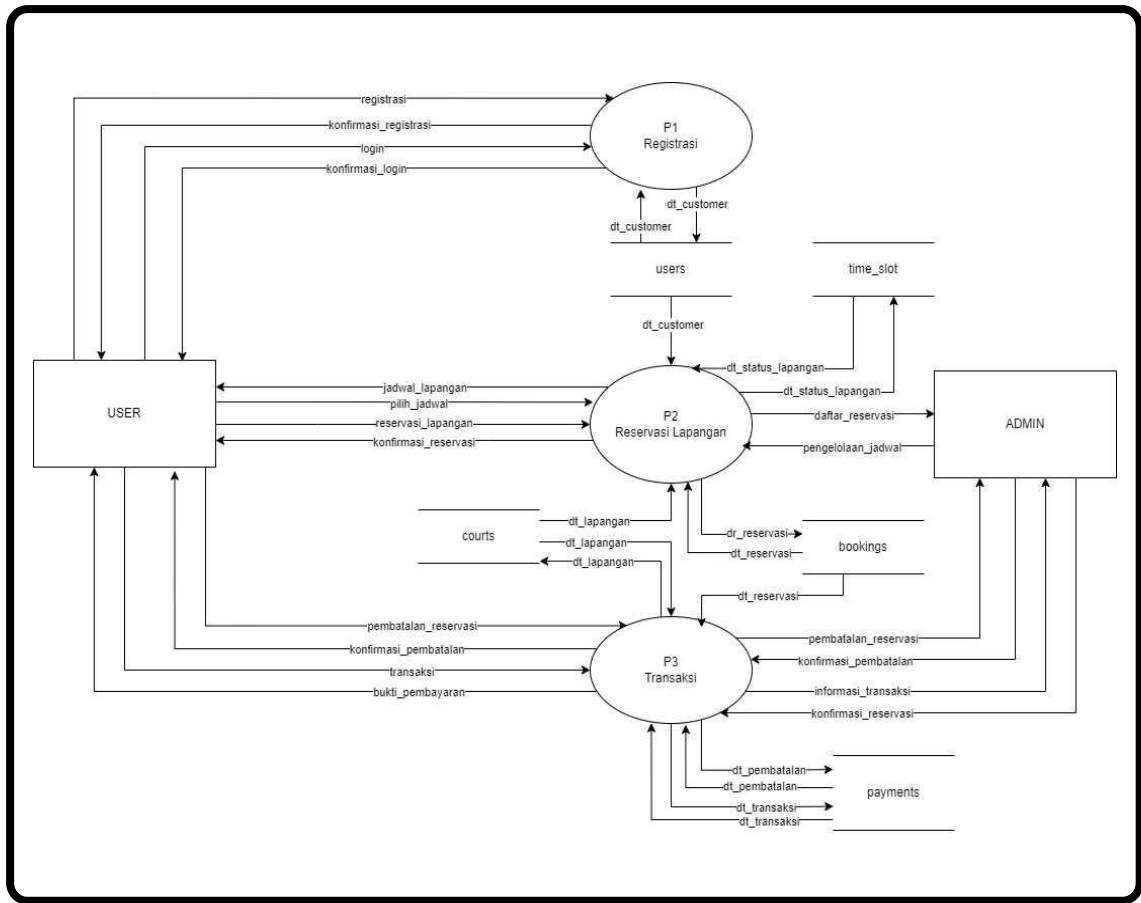 registrasi
konfirmasi_registrasi
login
konfirmasi_login
P1
Registrasi
dt_customer
dt_customer
users
time_slot
dt_customer
dt_status_lapangan
dt_status_lapangan
USER
jadwal_lapangan
pilih_jadwal
reservasi_lapangan
konfirmasi_reservasi
P2
Reservasi Lapangan
daftar_reservasi
pengelolaan_jadwal
ADMIN
courts
dt_lapangan
dt_lapangan
dt_lapangan
dr_reservasi
dt_reservasi
bookings
dt_reservasi
pembatalan_reservasi
konfirmasi_pembatalan
transaksi
bukti_pembayaran
P3
Transaksi
pembatalan_reservasi
konfirmasi_pembatalan
informasi_transaksi
konfirmasi_reservasi
dt_pembatalan
dt_pembatalan
dt_transaksi
dt_transaksi
payments